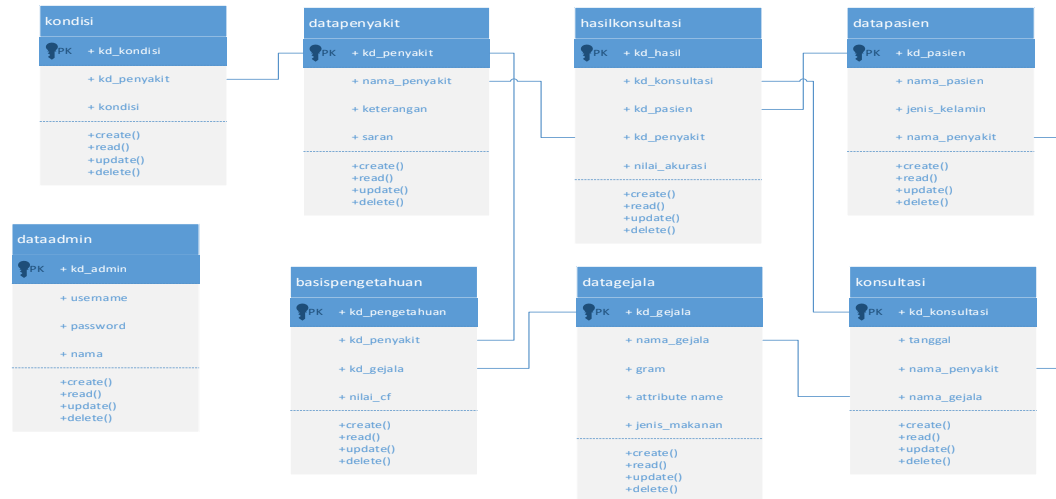 kondisi
PK + kd_kondisi
+ kd_penyakit
+ kondisi
+create()
+read()
+update()
+delete()
datapenyakit
PK + kd_penyakit
+ nama_penyakit
+ keterangan
+ saran
+create()
+read()
+update()
+delete()
hasilkonsultasi
PK + kd_hasil
+ kd_konsultasi
+ kd_pasien
+ kd_penyakit
+ nilai_akurasi
+create()
+read()
+update()
+delete()
datapasien
PK + kd_pasien
+ nama_pasien
+ jenis_kelamin
+ nama_penyakit
+create()
+read()
+update()
+delete()
dataadmin
PK + kd_admin
+ username
+ password
+ nama
+create()
+read()
+update()
+delete()
basispengetahuan
PK + kd_pengetahuan
+ kd_penyakit
+ kd_gejala
+ nilai_cf
+create()
+read()
+update()
+delete()
datagejala
PK + kd_gejala
+ nama_gejala
+ gram
+ attribute name
+ jenis_makanan
+create()
+read()
+update()
+delete()
konsultasi
PK + kd_konsultasi
+ tanggal
+ nama_penyakit
+ nama_gejala
+create()
+read()
+update()
+delete()